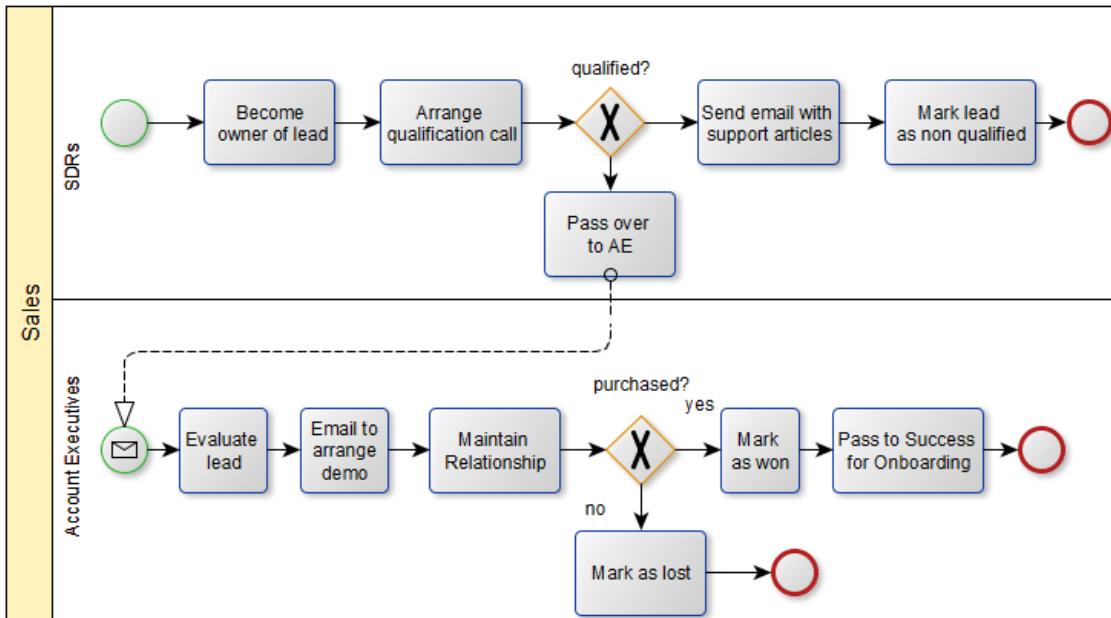 Sales
SDRs
Become
owner of lead
Arrange
qualification call
qualified?
Send email with
support articles
Mark lead
as non qualified
Pass over
to AE
Account Executives
Evaluate
lead
Email to
arrange
demo
Maintain
Relationship
purchased?
yes
no
Mark
as won
Pass to Success
for Onboarding
Mark as lost